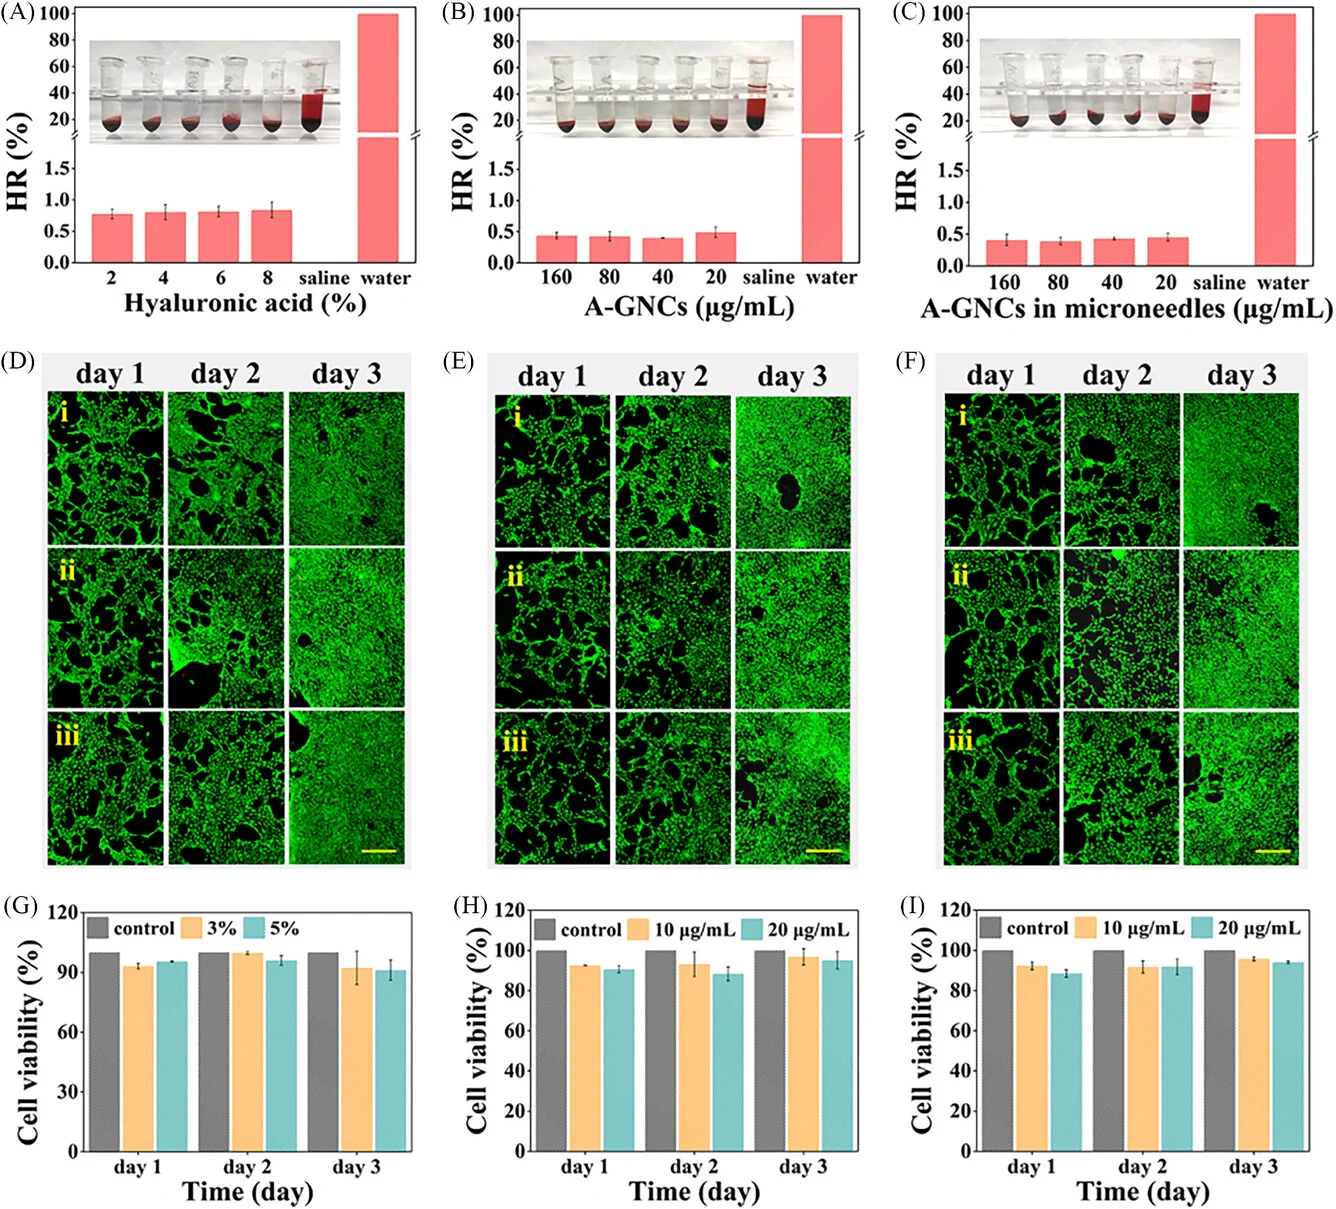 (A)
100
80
60
40
20
1.5
1.0
0.5
0.0
HR (%)
2 4 6 8 saline water
Hyaluronic acid (%)
(B)
100
80
60
40
20
1.5
1.0
0.5
0.0
HR (%)
160 80 40 20 saline water
A-GNCs (μg/mL)
(C)
100
80
60
40
20
1.5
1.0
0.5
0.0
HR (%)
160 80 40 20 saline water
A-GNCs in microneedles (μg/mL)
(D)
day 1 day 2 day 3
i
ii
iii
(E)
day 1 day 2 day 3
i
ii
iii
(F)
day 1 day 2 day 3
i
ii
iii
(G)
120
90
60
30
0
Cell viability (%)
control 3% 5%
day 1 day 2 day 3
Time (day)
(H)
120
100
80
60
40
20
0
Cell viability (%)
control 10 μg/mL 20 μg/mL
day 1 day 2 day 3
Time (day)
(I)
120
100
80
60
40
20
0
Cell viability (%)
control 10 μg/mL 20 μg/mL
day 1 day 2 day 3
Time (day)